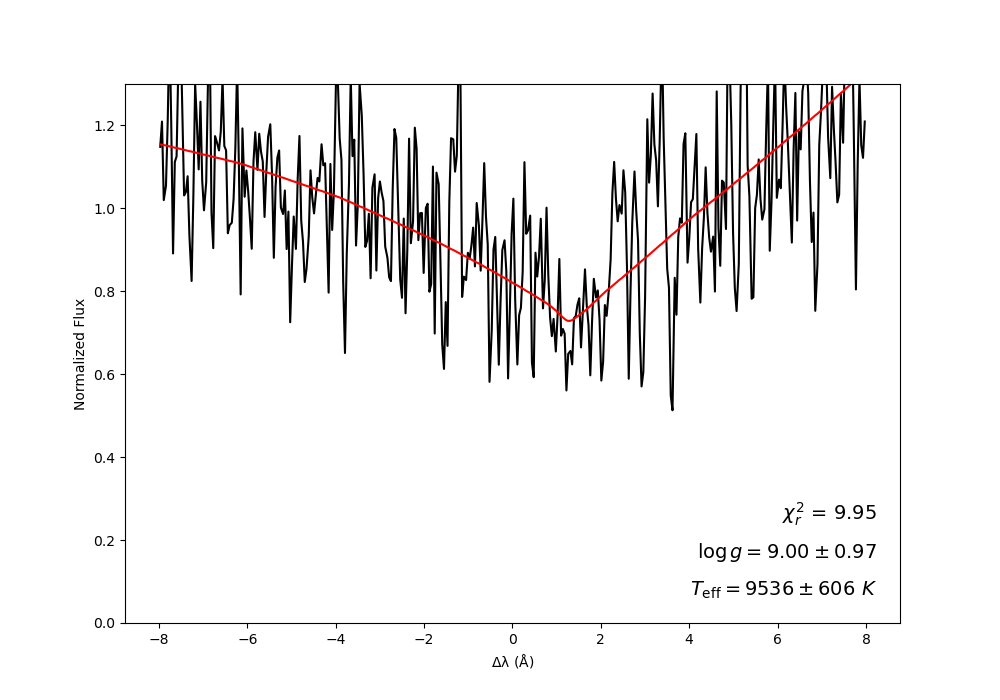 1.2
1.0
0.8
0.6
0.4
0.2
0.0
Normalized Flux
χ²ᵣ = 9.95
log g = 9.00 ± 0.97
T_eff = 9536 ± 606 K
−8 −6 −4 −2 0 2 4 6 8
Δλ (Å)